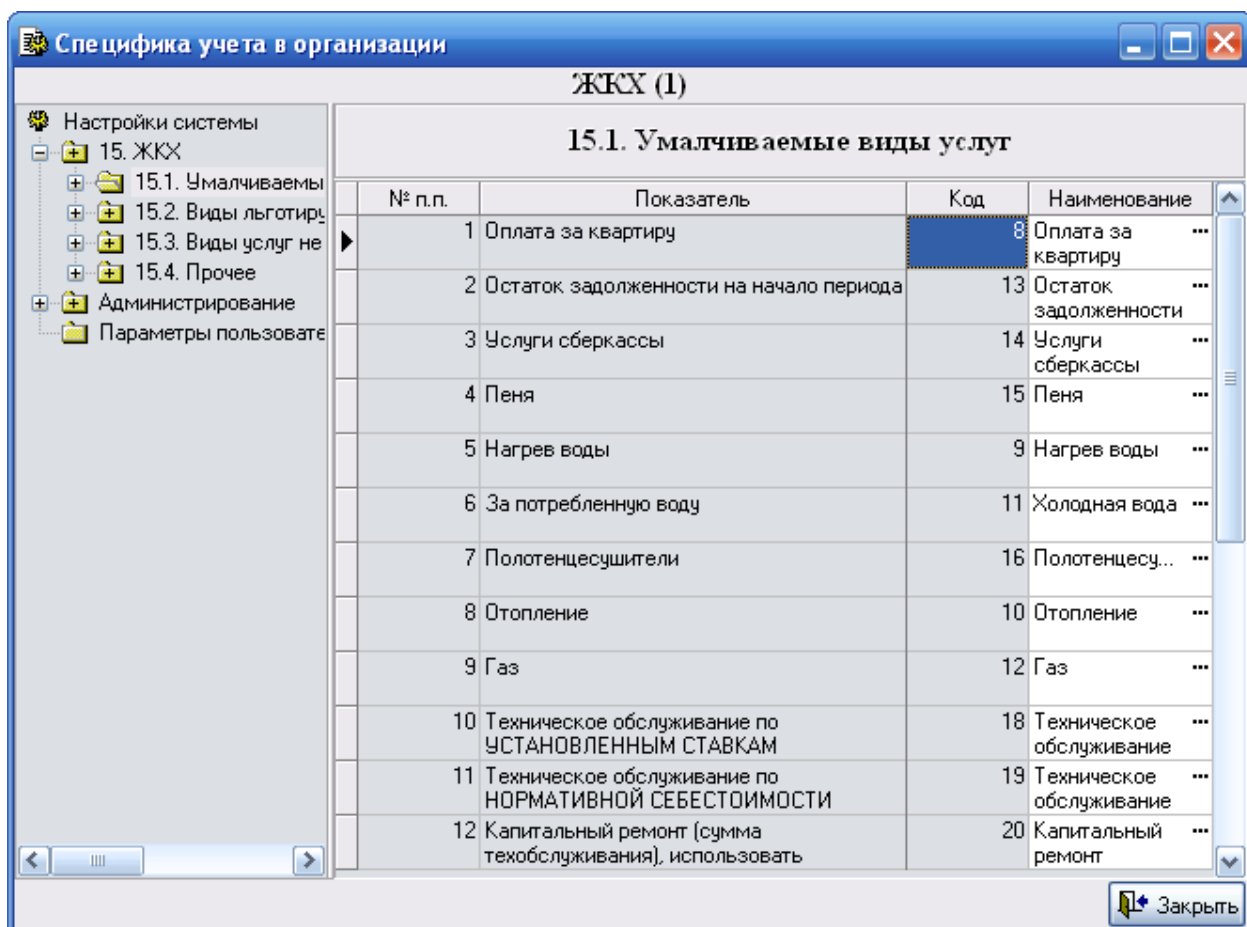 Специфика учета в организации
ЖКХ (1)
Настройки системы
15. ЖКХ
15.1. Умалчиваемы
15.2. Виды льготиру
15.3. Виды услуг не
15.4. Прочее
Администрирование
Параметры пользовате
15.1. Умалчиваемые виды услуг
№ п.п. Показатель Код Наименование
1 Оплата за квартиру 8 Оплата за ...
квартиру
2 Остаток задолженности на начало периода 13 Остаток ...
задолженности
3 Услуги сберкассы 14 Услуги ...
сберкассы
4 Пеня 15 Пеня ...
5 Нагрев воды 9 Нагрев воды ...
6 За потребленную воду 11 Холодная вода ...
7 Полотенцесушители 16 Полотенцесу... ...
8 Отопление 10 Отопление ...
9 Газ 12 Газ ...
10 Техническое обслуживание по 18 Техническое ...
УСТАНОВЛЕННЫМ СТАВКАМ обслуживание
11 Техническое обслуживание по 19 Техническое ...
НОРМАТИВНОЙ СЕБЕСТОИМОСТИ обслуживание
12 Капитальный ремонт (сумма 20 Капитальный ...
техобслуживания), использовать ремонт
Закрыть